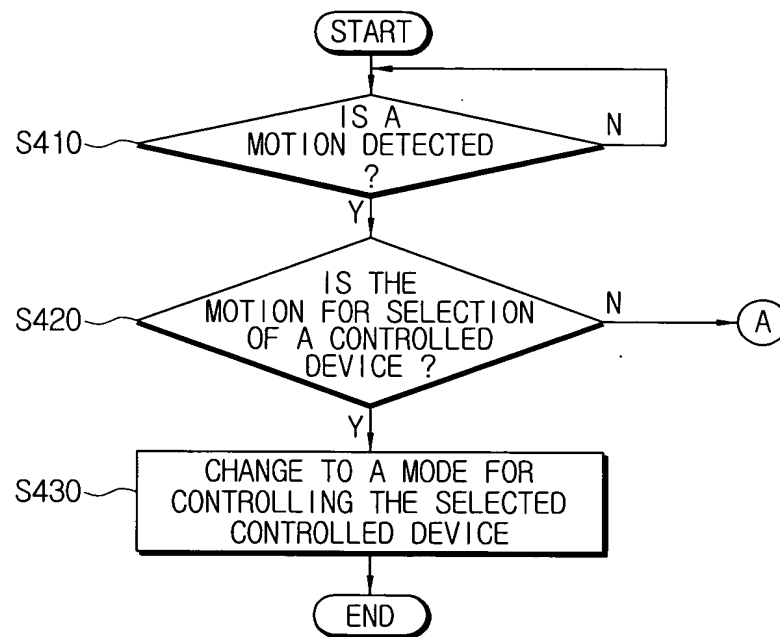 START
S410
IS A
MOTION DETECTED
?
N
Y
S420
IS THE
MOTION FOR SELECTION
OF A CONTROLLED
DEVICE ?
N
A
Y
S430
CHANGE TO A MODE FOR
CONTROLLING THE SELECTED
CONTROLLED DEVICE
END